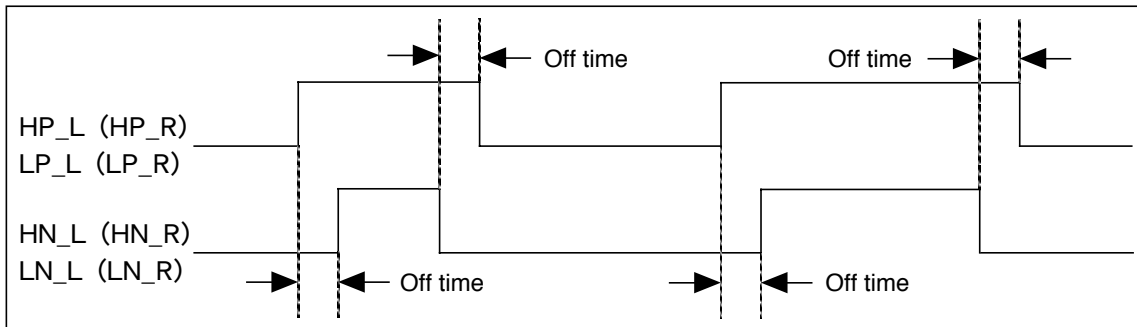 Off time
Off time
HP_L (HP_R)
LP_L (LP_R)
HN_L (HN_R)
LN_L (LN_R)
Off time
Off time